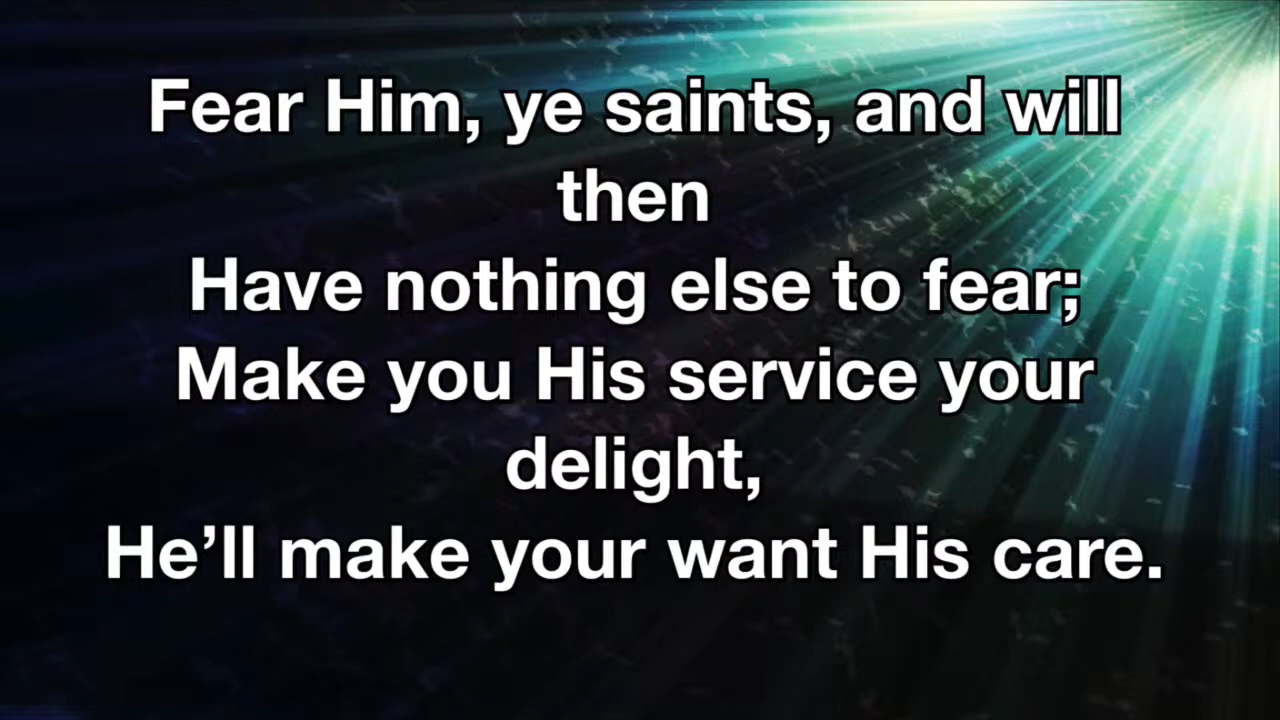 Fear Him, ye saints, and will
then
Have nothing else to fear;
Make you His service your
delight,
He’ll make your want His care.